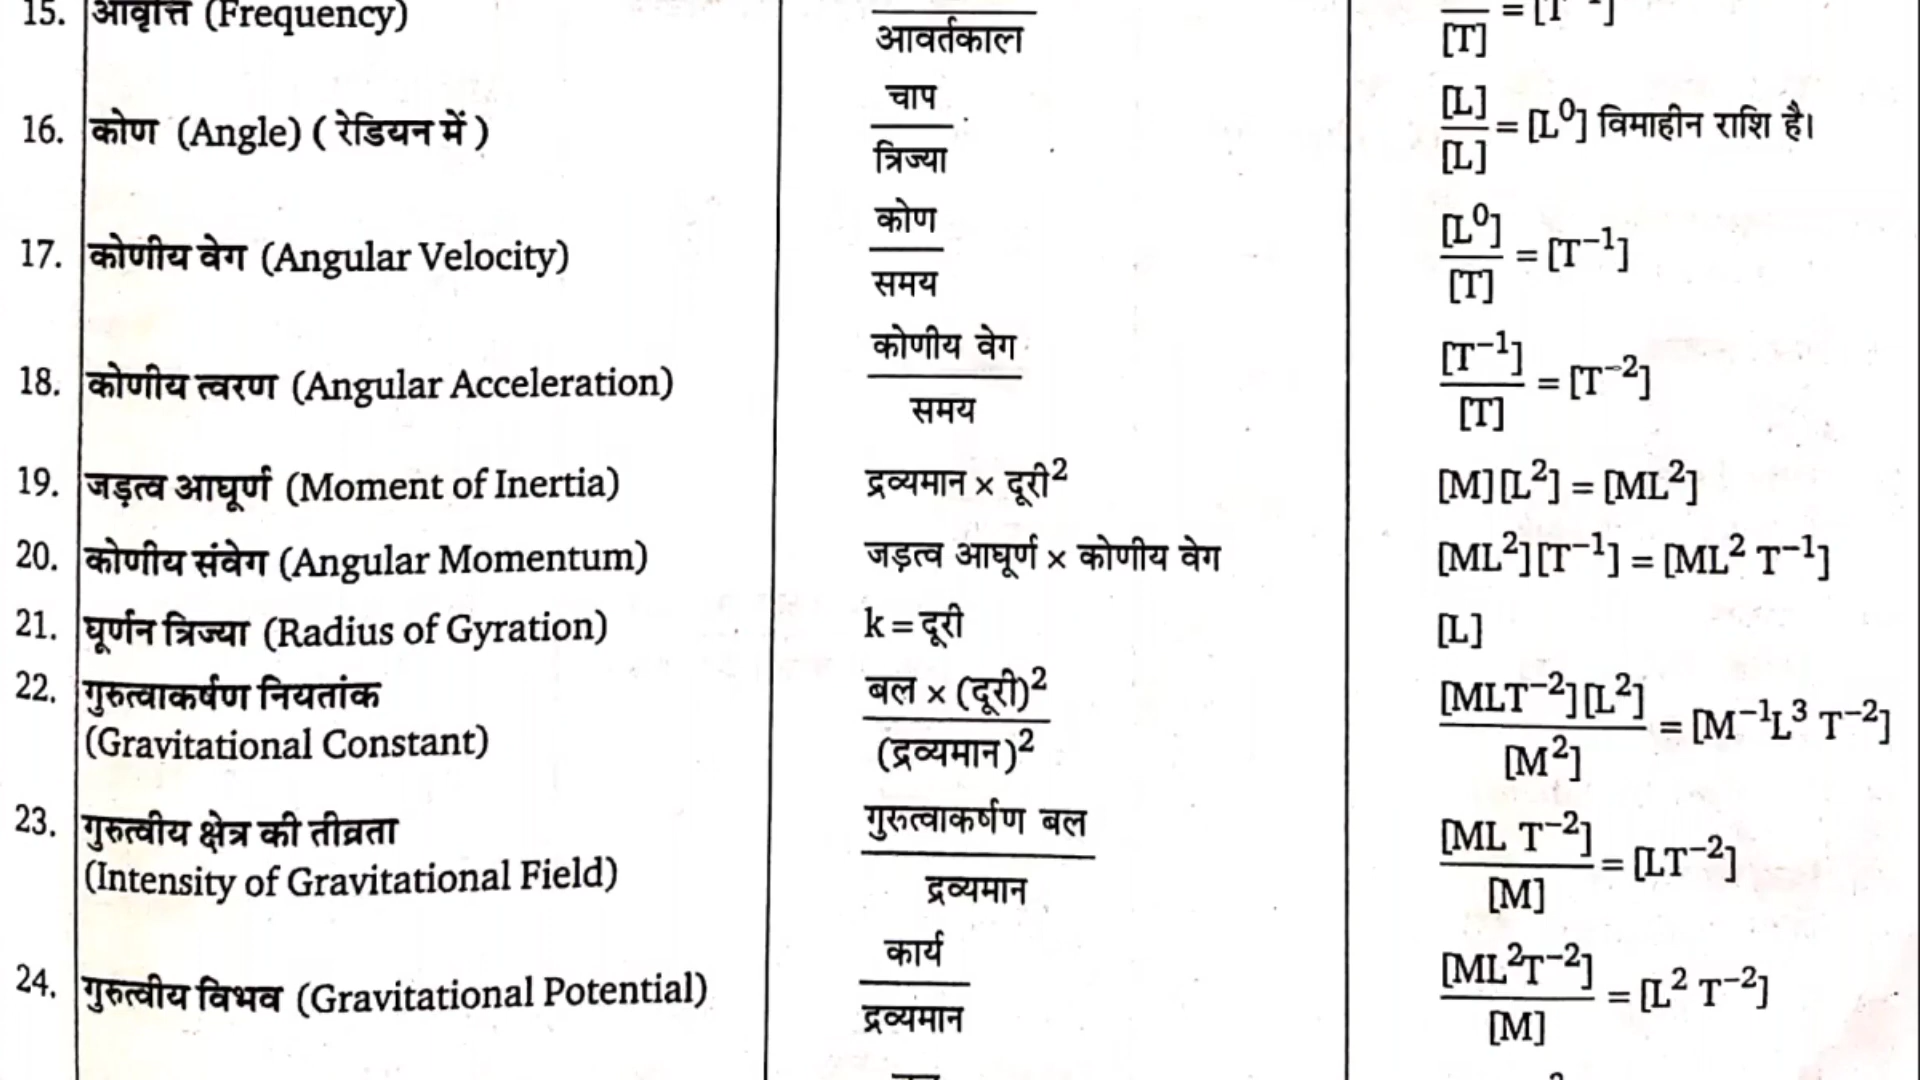 15. आवृत्ति (Frequency) आवर्तकाल [T] = [T⁻¹]
16. कोण (Angle) ( रेडियन में ) चाप / त्रिज्या [L] / [L] = [L⁰] विमाहीन राशि है।
17. कोणीय वेग (Angular Velocity) कोण / समय [L⁰] / [T] = [T⁻¹]
18. कोणीय त्वरण (Angular Acceleration) कोणीय वेग / समय [T⁻¹] / [T] = [T⁻²]
19. जड़त्व आघूर्ण (Moment of Inertia) द्रव्यमान × दूरी² [M][L²] = [ML²]
20. कोणीय संवेग (Angular Momentum) जड़त्व आघूर्ण × कोणीय वेग [ML²][T⁻¹] = [ML² T⁻¹]
21. घूर्णन त्रिज्या (Radius of Gyration) k = दूरी [L]
22. गुरुत्वाकर्षण नियतांक (Gravitational Constant) बल × (दूरी)² / (द्रव्यमान)² [MLT⁻²][L²] / [M²] = [M⁻¹L³ T⁻²]
23. गुरुत्वीय क्षेत्र की तीव्रता (Intensity of Gravitational Field) गुरुत्वाकर्षण बल / द्रव्यमान [ML T⁻²] / [M] = [LT⁻²]
24. गुरुत्वीय विभव (Gravitational Potential) कार्य / द्रव्यमान [ML²T⁻²] / [M] = [L² T⁻²]